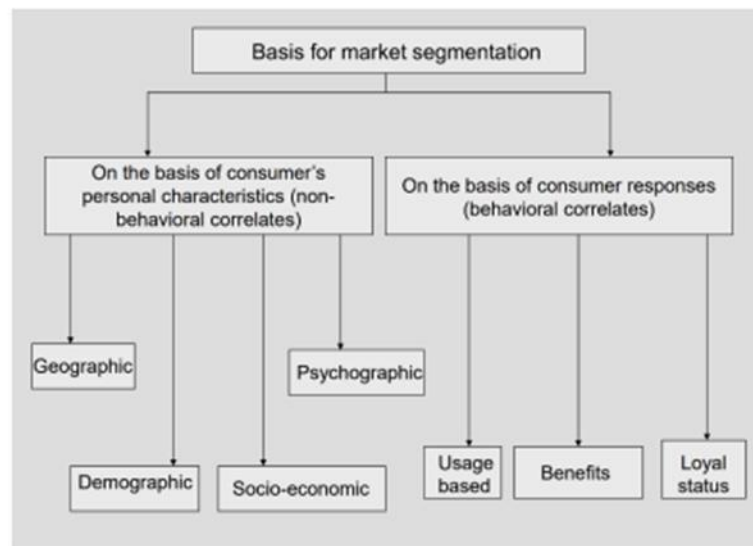 Basis for market segmentation
On the basis of consumer's
personal characteristics (non-
behavioral correlates)
On the basis of consumer responses
(behavioral correlates)
Geographic
Psychographic
Demographic
Socio-economic
Usage
based
Benefits
Loyal
status